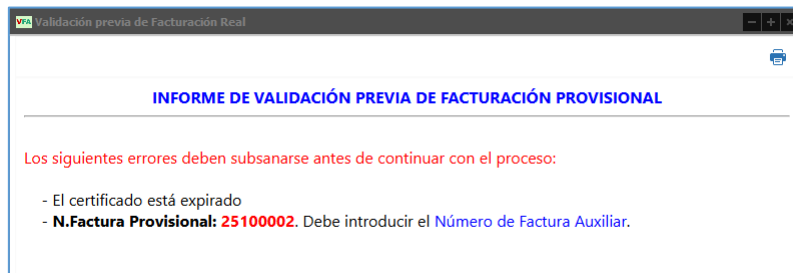 VFA Validación previa de Facturación Real
INFORME DE VALIDACIÓN PREVIA DE FACTURACIÓN PROVISIONAL
Los siguientes errores deben subsanarse antes de continuar con el proceso:
- El certificado está expirado
- N.Factura Provisional: 25100002. Debe introducir el Número de Factura Auxiliar.